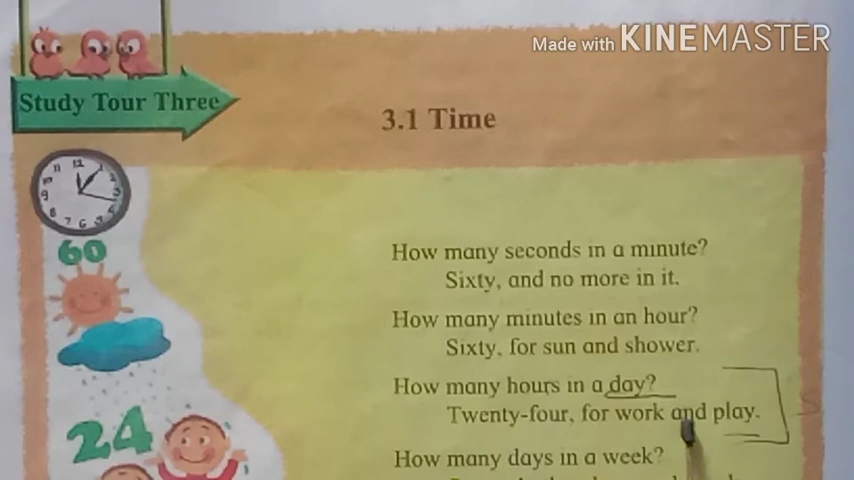 Made with KINEMASTER
Study Tour Three
3.1 Time
60
How many seconds in a minute?
Sixty, and no more in it.
How many minutes in an hour?
Sixty, for sun and shower.
How many hours in a day?
Twenty-four, for work and play.
24
How many days in a week?